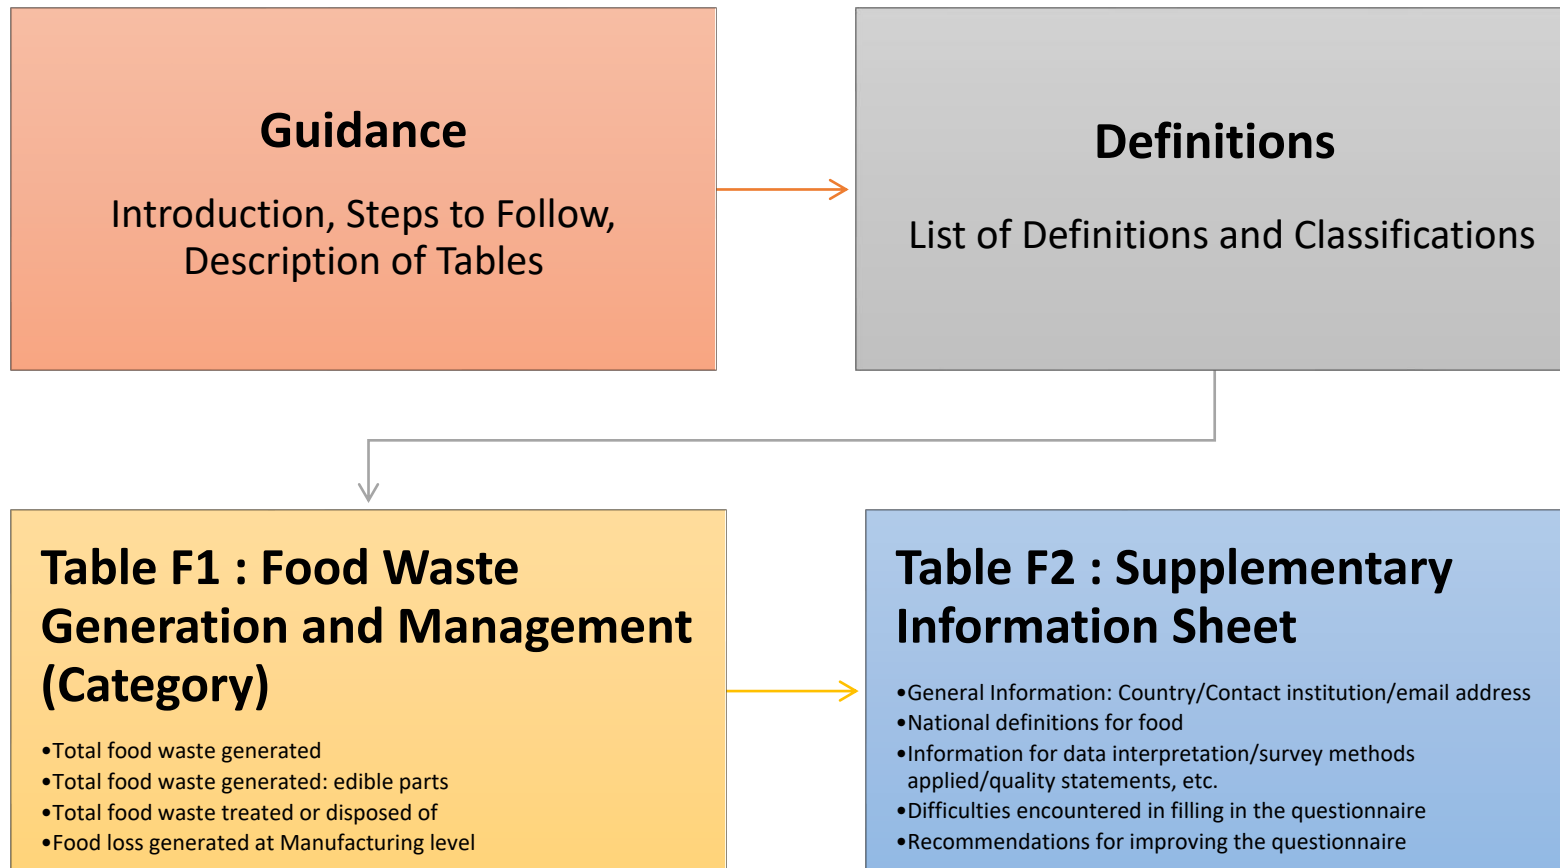 Guidance
Introduction, Steps to Follow,
Description of Tables
Definitions
List of Definitions and Classifications
Table F1 : Food Waste
Generation and Management
(Category)
•Total food waste generated
•Total food waste generated: edible parts
•Total food waste treated or disposed of
•Food loss generated at Manufacturing level
Table F2 : Supplementary
Information Sheet
•General Information: Country/Contact institution/email address
•National definitions for food
•Information for data interpretation/survey methods
applied/quality statements, etc.
•Difficulties encountered in filling in the questionnaire
•Recommendations for improving the questionnaire